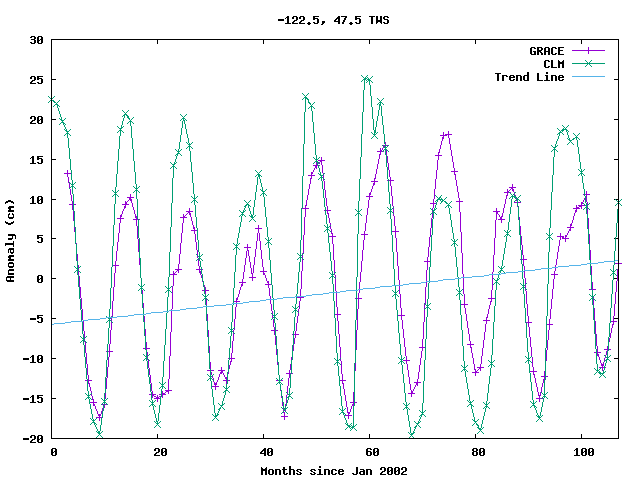 -122.5, 47.5 TWS
GRACE
CLM
Trend Line
30
25
20
15
10
5
0
-5
-10
-15
-20
Anomaly (cm)
0 20 40 60 80 100
Months since Jan 2002